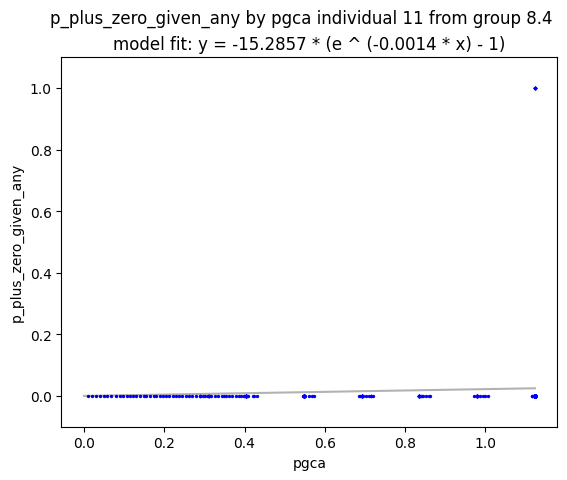 p_plus_zero_given_any by pgca individual 11 from group 8.4
model fit: y = -15.2857 * (e ^ (-0.0014 * x) - 1)
1.0
0.8
0.6
0.4
0.2
0.0
p_plus_zero_given_any
0.0 0.2 0.4 0.6 0.8 1.0
pgca